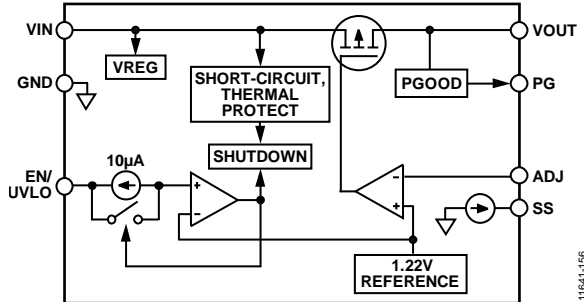 VIN
VOUT
VREG
GND
SHORT-CIRCUIT,
THERMAL
PROTECT
PGOOD
PG
10µA
SHUTDOWN
EN/
UVLO
+
–
–
+
ADJ
SS
1.22V
REFERENCE
11641-156